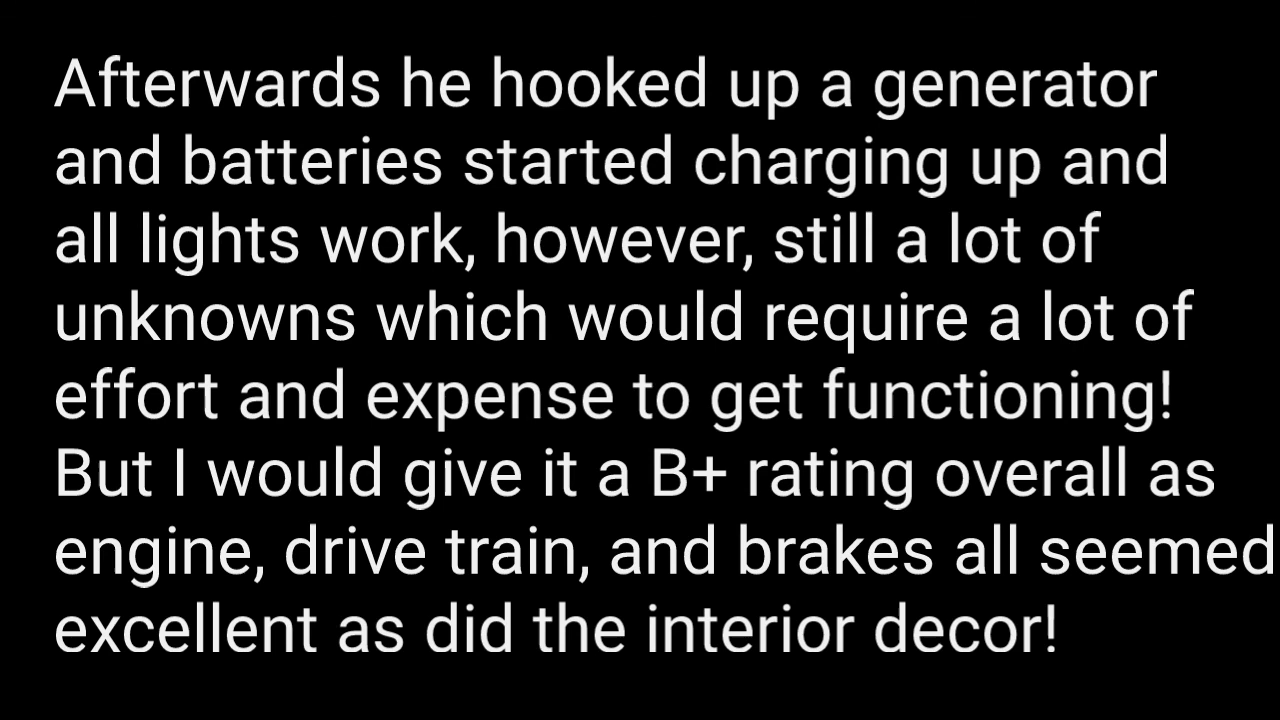 Afterwards he hooked up a generator
and batteries started charging up and
all lights work, however, still a lot of
unknowns which would require a lot of
effort and expense to get functioning!
But I would give it a B+ rating overall as
engine, drive train, and brakes all seemed
excellent as did the interior decor!